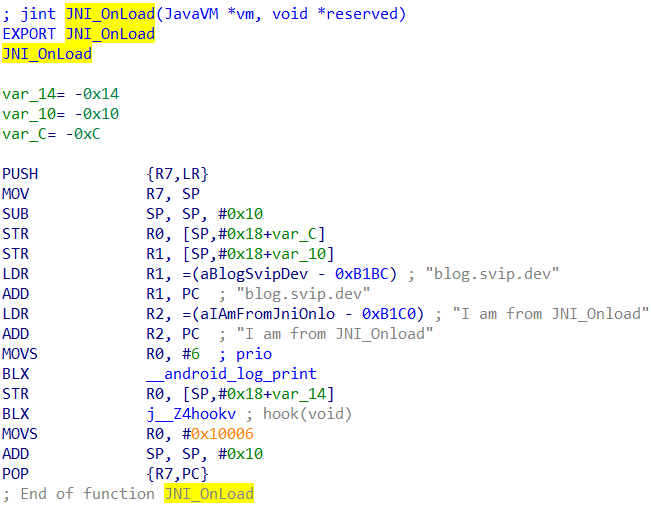 ; jint JNI_OnLoad(JavaVM *vm, void *reserved)
EXPORT JNI_OnLoad
JNI_OnLoad
var_14= -0x14
var_10= -0x10
var_C= -0xC
PUSH {R7,LR}
MOV R7, SP
SUB SP, SP, #0x10
STR R0, [SP,#0x18+var_C]
STR R1, [SP,#0x18+var_10]
LDR R1, =(aBlogSvipDev - 0xB1BC) ; "blog.svip.dev"
ADD R1, PC ; "blog.svip.dev"
LDR R2, =(aIAmFromJniOnlo - 0xB1C0) ; "I am from JNI_Onload"
ADD R2, PC ; "I am from JNI_Onload"
MOVS R0, #6 ; prio
BLX __android_log_print
STR R0, [SP,#0x18+var_14]
BLX j__Z4hookv ; hook(void)
MOVS R0, #0x10006
ADD SP, SP, #0x10
POP {R7,PC}
; End of function JNI_OnLoad